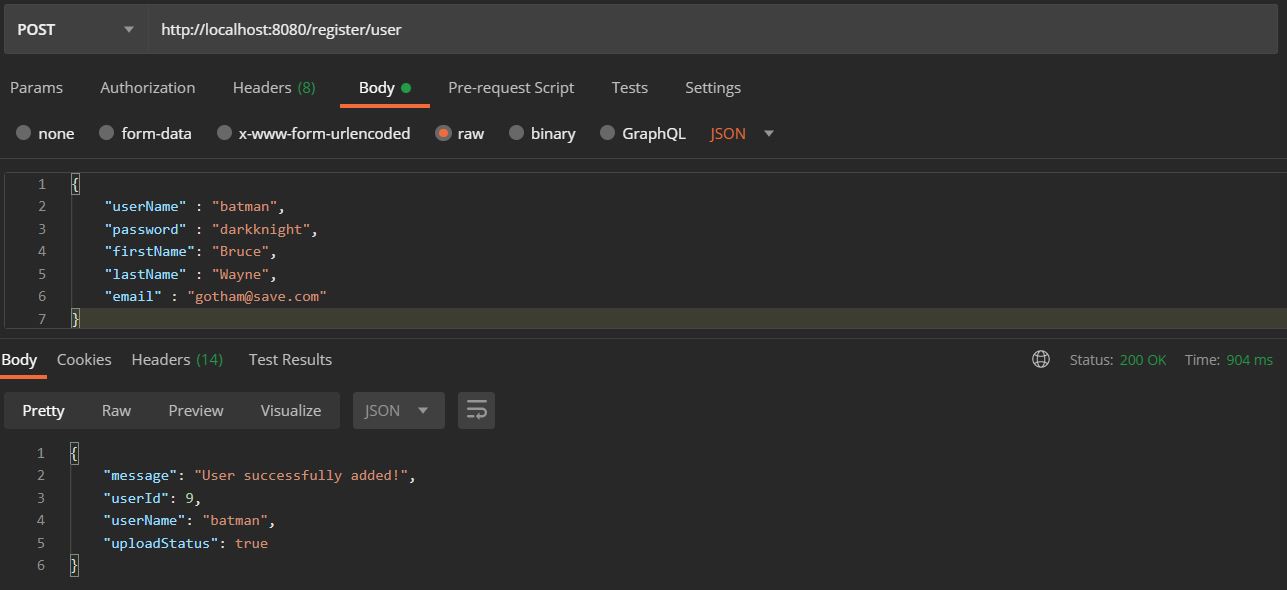 POST http://localhost:8080/register/user
Params Authorization Headers (8) Body Pre-request Script Tests Settings
none form-data x-www-form-urlencoded raw binary GraphQL JSON
1 {
2 "userName" : "batman",
3 "password" : "darkknight",
4 "firstName": "Bruce",
5 "lastName" : "Wayne",
6 "email" : "gotham@save.com"
7 }
Body Cookies Headers (14) Test Results Status: 200 OK Time: 904 ms
Pretty Raw Preview Visualize JSON
1 {
2 "message": "User successfully added!",
3 "userId": 9,
4 "userName": "batman",
5 "uploadStatus": true
6 }